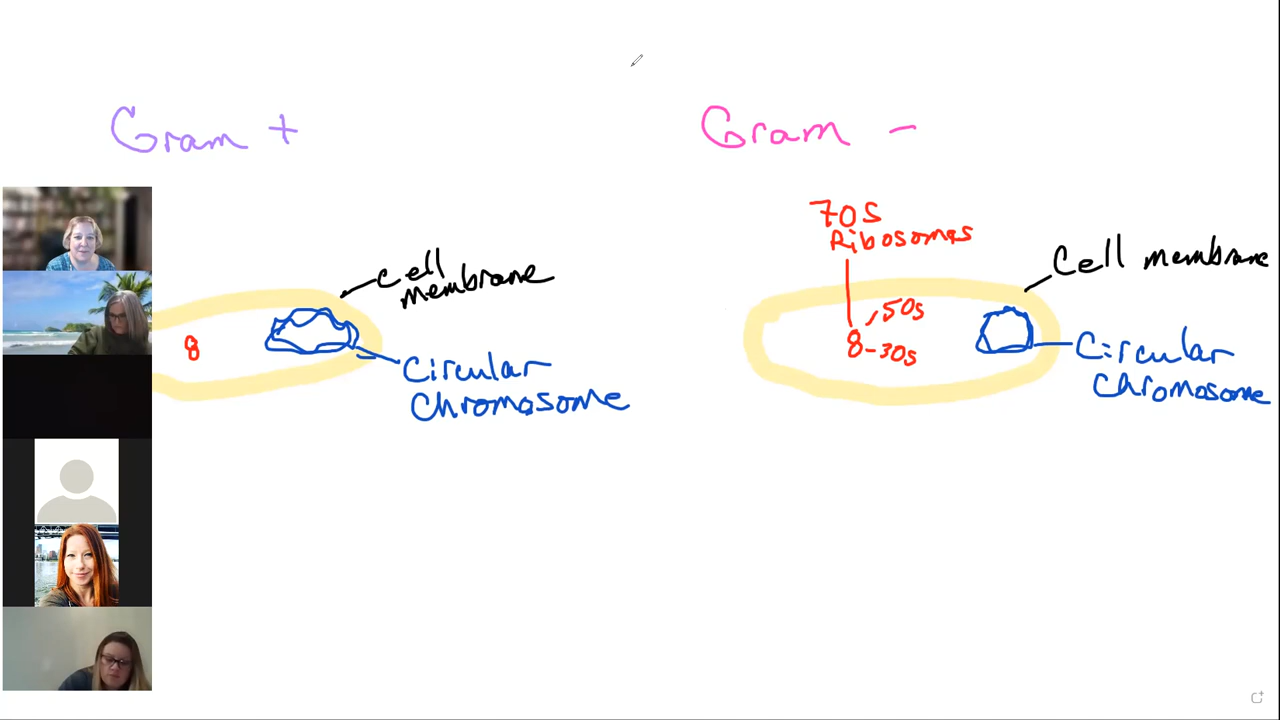 Gram +
Gram -
70S
Ribosomes
cell
membrane
Cell membrane
50s
8
8-30s
Circular
chromosome
Circular
chromosome